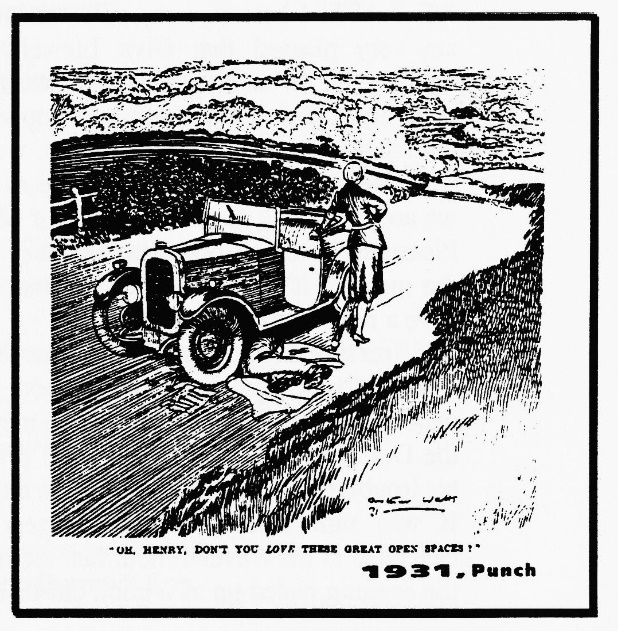 "OH, HENRY, DON'T YOU LOVE THESE GREAT OPEN SPACES?"
1931, Punch